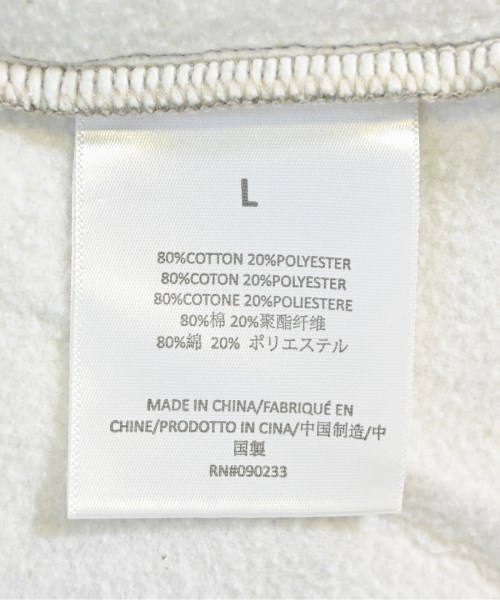 L
80%COTTON 20%POLYESTER
80%COTON 20%POLYESTER
80%COTONE 20%POLIESTERE
80%棉 20%聚酯纤维
80%綿 20% ポリエステル
MADE IN CHINA/FABRIQUÉ EN
CHINE/PRODOTTO IN CINA/中国制造/中
国製
RN#090233